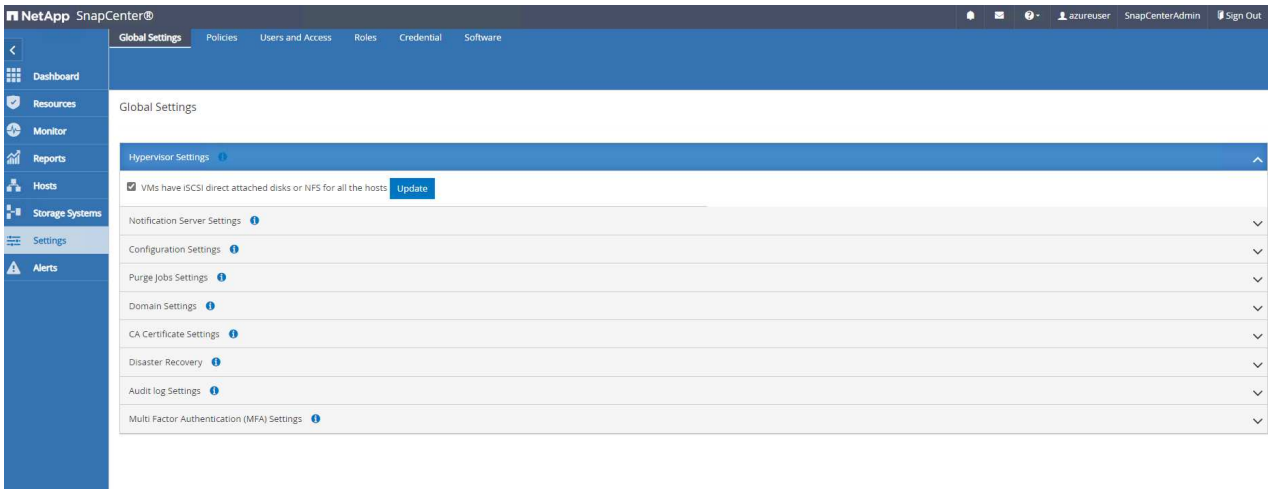 NetApp SnapCenter® azureuser SnapCenterAdmin Sign Out
Global Settings Policies Users and Access Roles Credential Software
Dashboard
Resources
Monitor
Reports
Hosts
Storage Systems
Settings
Alerts
Global Settings
Hypervisor Settings
VMs have iSCSI direct attached disks or NFS for all the hosts Update
Notification Server Settings
Configuration Settings
Purge Jobs Settings
Domain Settings
CA Certificate Settings
Disaster Recovery
Audit log Settings
Multi Factor Authentication (MFA) Settings